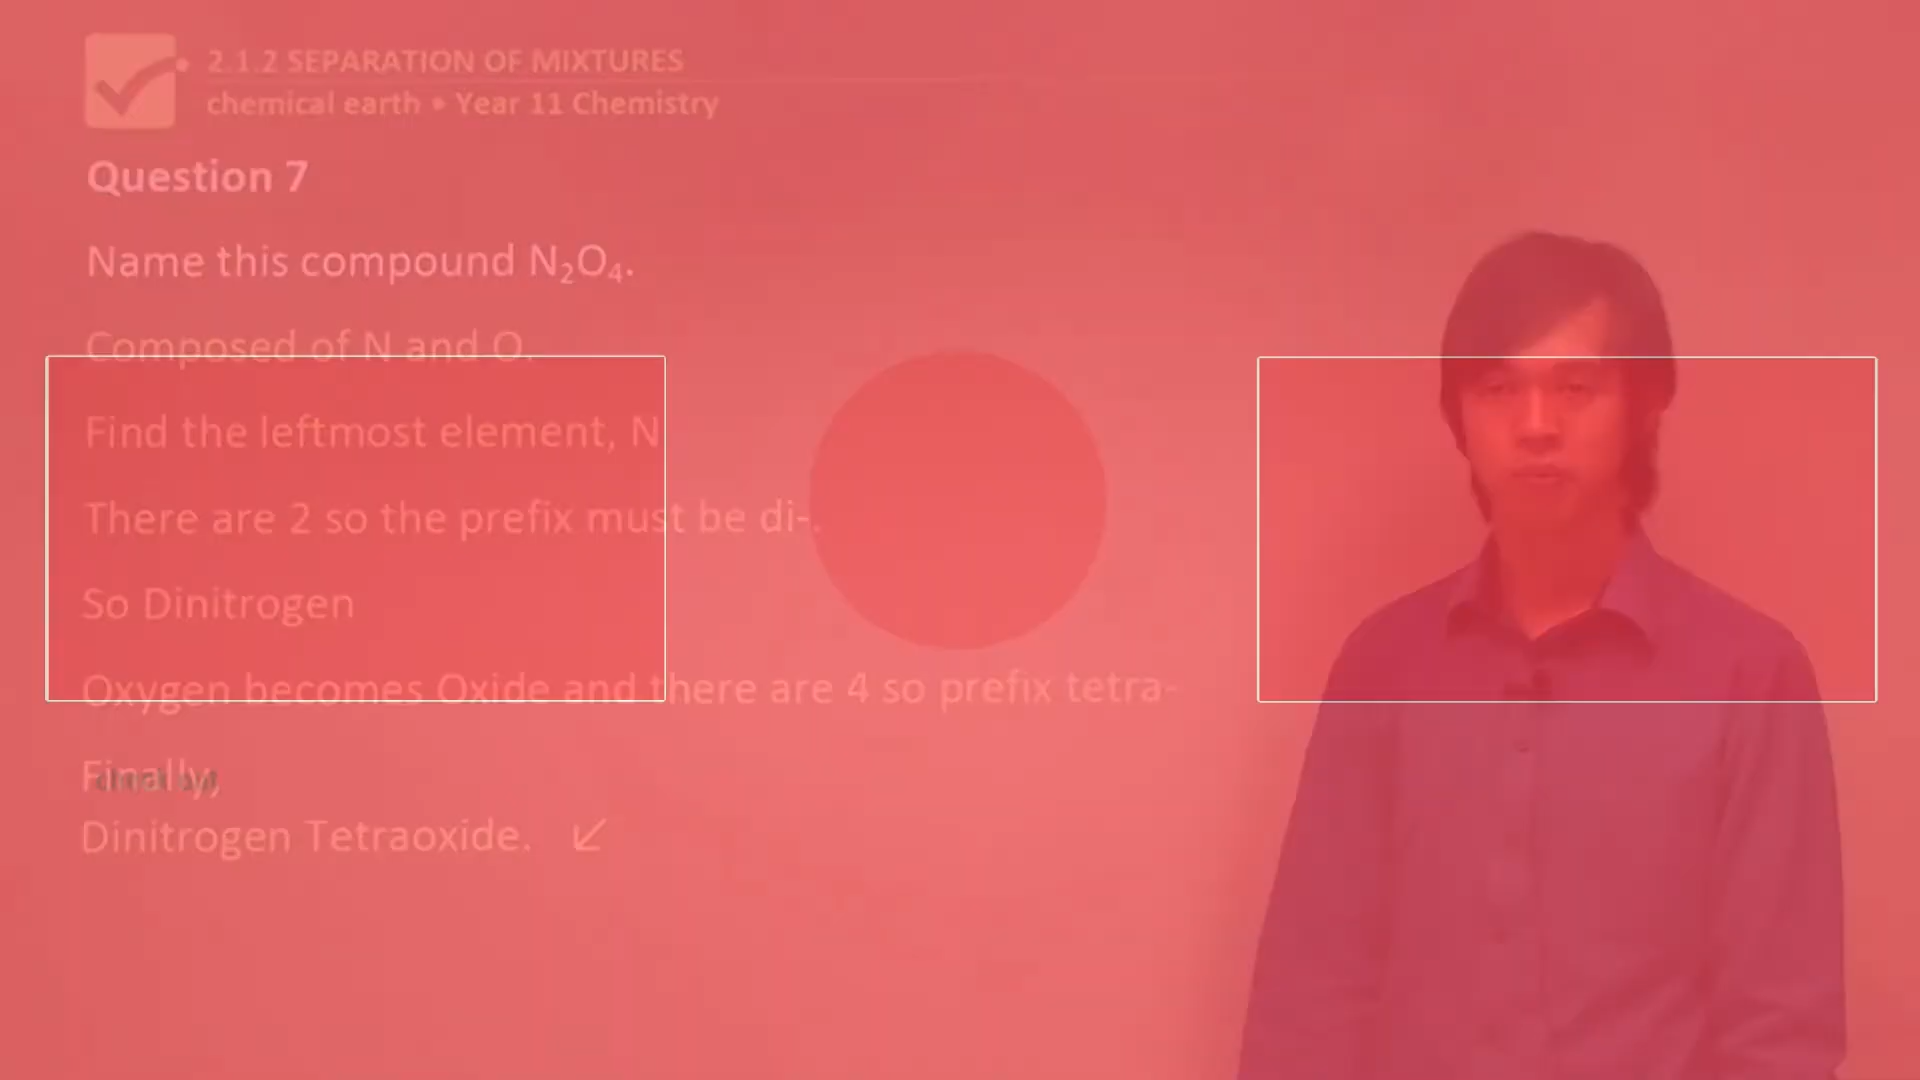 2.1.2 SEPARATION OF MIXTURES
chemical earth • Year 11 Chemistry
Question 7
Name this compound N₂O₄.
Composed of N and O.
Find the leftmost element, N
There are 2 so the prefix must be di-.
So Dinitrogen
Oxygen becomes Oxide and there are 4 so prefix tetra-
Finally,
Dinitrogen Tetraoxide.